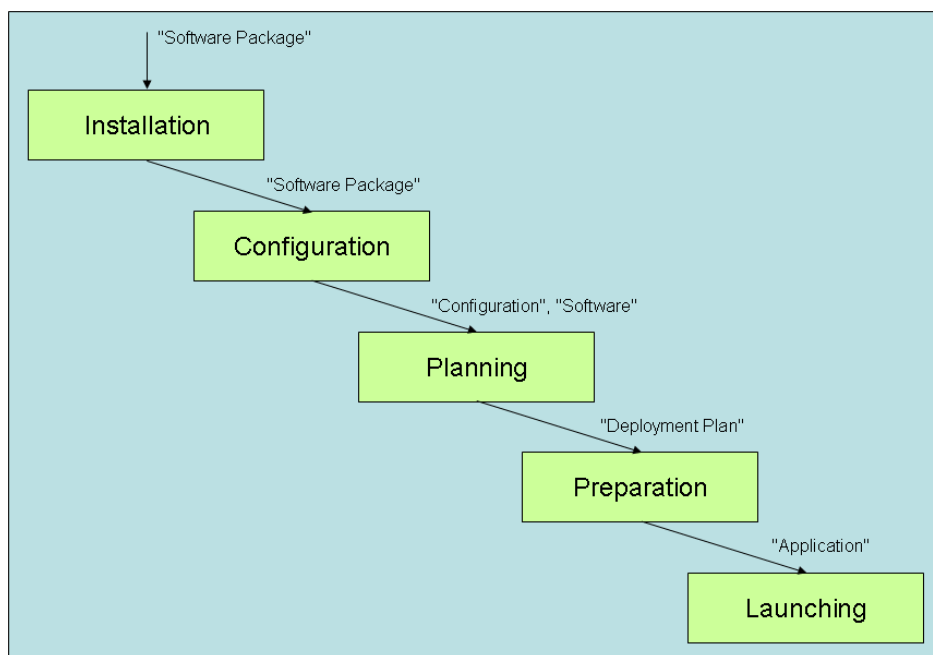 "Software Package"
Installation
"Software Package"
Configuration
"Configuration", "Software"
Planning
"Deployment Plan"
Preparation
"Application"
Launching